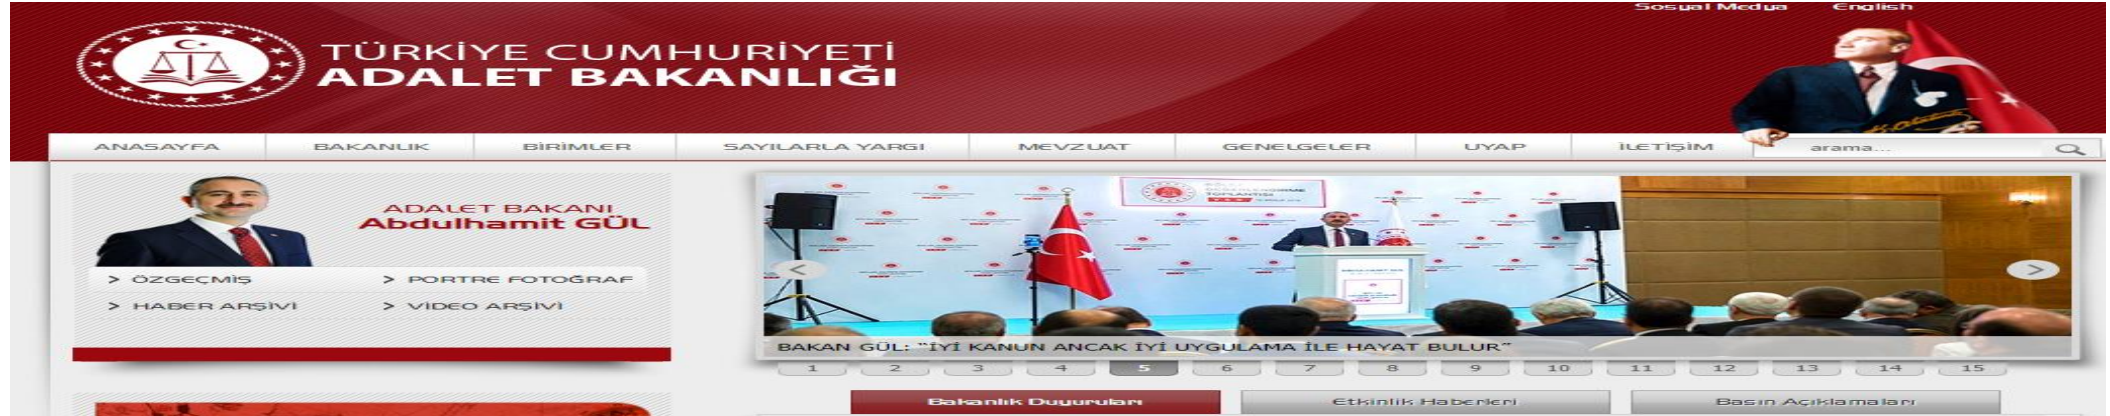 Sosyal Medya English
TÜRKİYE CUMHURİYETİ
ADALET BAKANLIĞI
ANASAYFA BAKANLIK BİRİMLER SAYILARLA YARGI MEVZUAT GENELGELER UYAP İLETİŞİM arama...
ADALET BAKANI
Abdulhamit GÜL
> ÖZGEÇMİŞ > PORTRE FOTOĞRAF
> HABER ARŞİVİ > VİDEO ARŞİVİ
DEĞERLENDİRME
TOPLANTISI
BAKAN GÜL: “İYİ KANUN ANCAK İYİ UYGULAMA İLE HAYAT BULUR”
1 2 3 4 5 6 7 8 9 10 11 12 13 14 15
Bakanlık Duyuruları Etkinlik Haberleri Basın Açıklamaları